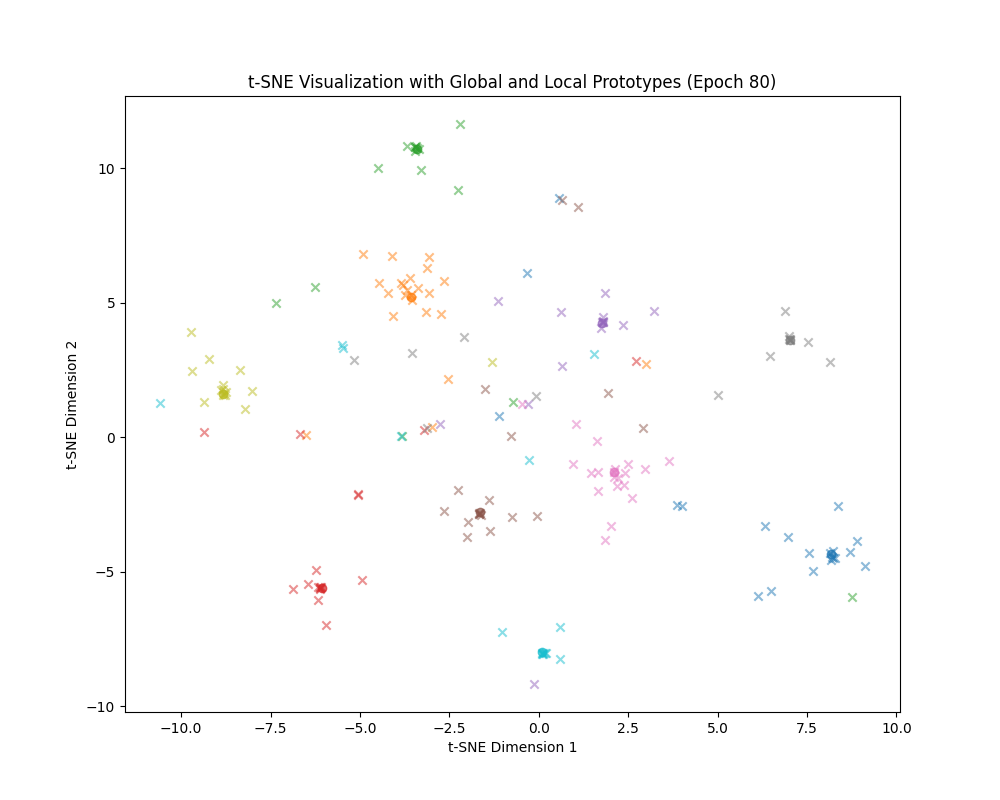 t-SNE Visualization with Global and Local Prototypes (Epoch 80)
10
5
0
−5
−10
t-SNE Dimension 2
−10.0 −7.5 −5.0 −2.5 0.0 2.5 5.0 7.5 10.0
t-SNE Dimension 1